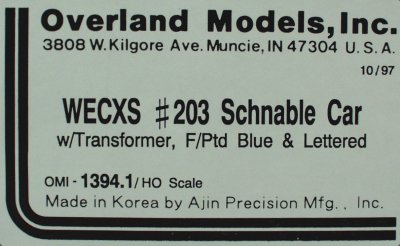 Overland Models, Inc.
3808 W. Kilgore Ave. Muncie, IN 47304 U. S. A.
10/97
WECXS #203 Schnable Car
w/Transformer, F/Ptd Blue & Lettered
OMI - 1394.1 / HO Scale
Made in Korea by Ajin Precision Mfg. , Inc.